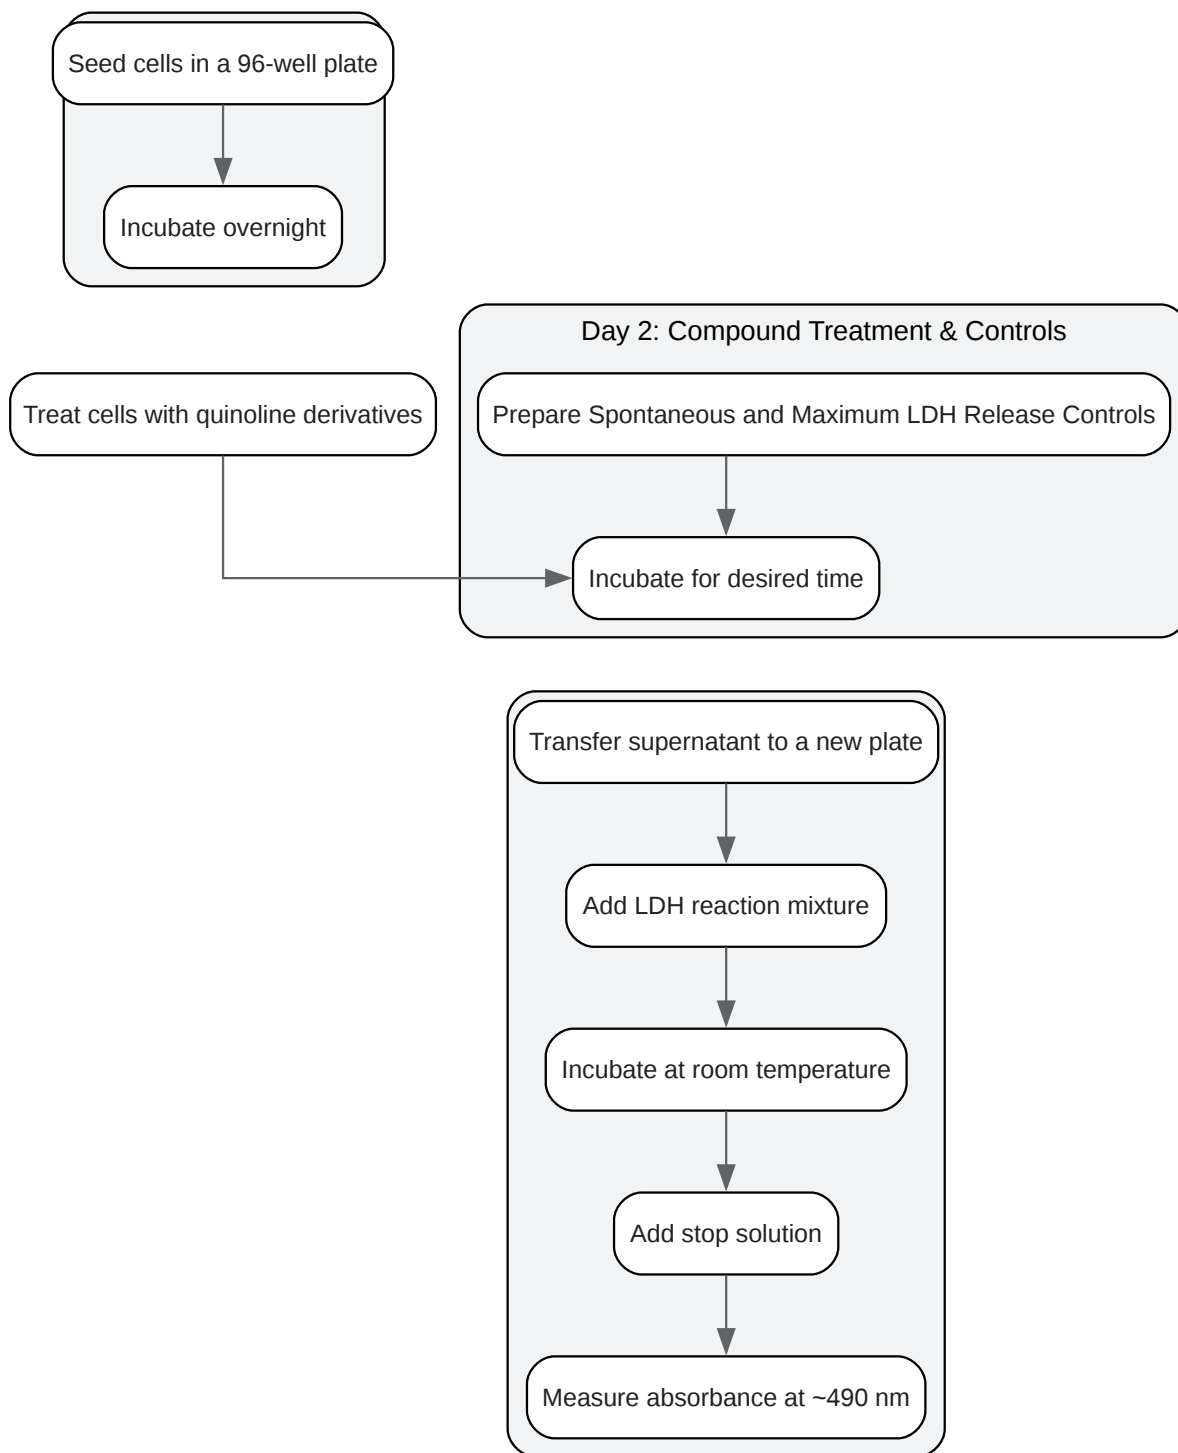 Seed cells in a 96-well plate
Incubate overnight
Day 2: Compound Treatment & Controls
Treat cells with quinoline derivatives
Prepare Spontaneous and Maximum LDH Release Controls
Incubate for desired time
Transfer supernatant to a new plate
Add LDH reaction mixture
Incubate at room temperature
Add stop solution
Measure absorbance at ~490 nm